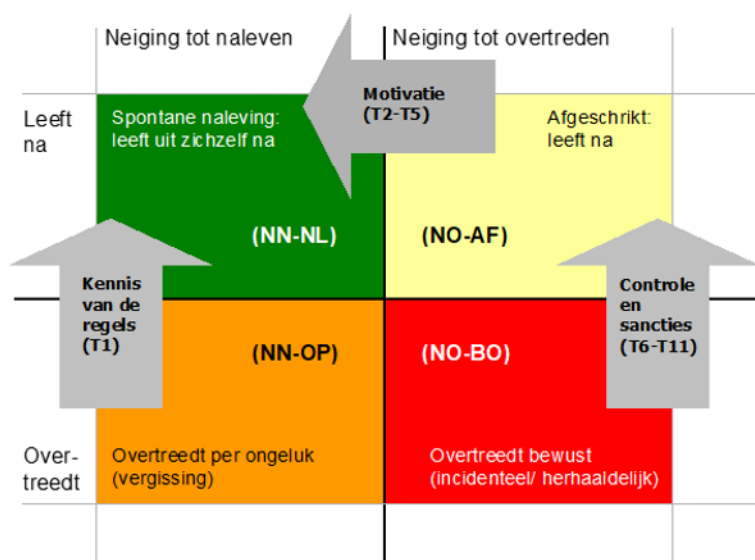 Neiging tot naleven
Neiging tot overtreden
Motivatie
(T2-T5)
Leeft
na
Spontane naleving:
leeft uit zichzelf na
Afgeschrikt:
leeft na
(NN-NL)
(NO-AF)
Kennis
van de
regels
(T1)
Controle
en
sancties
(T6-T11)
(NN-OP)
(NO-BO)
Over-
treedt
Overtreedt per ongeluk
(vergissing)
Overtreedt bewust
(incidenteel/ herhaaldelijk)